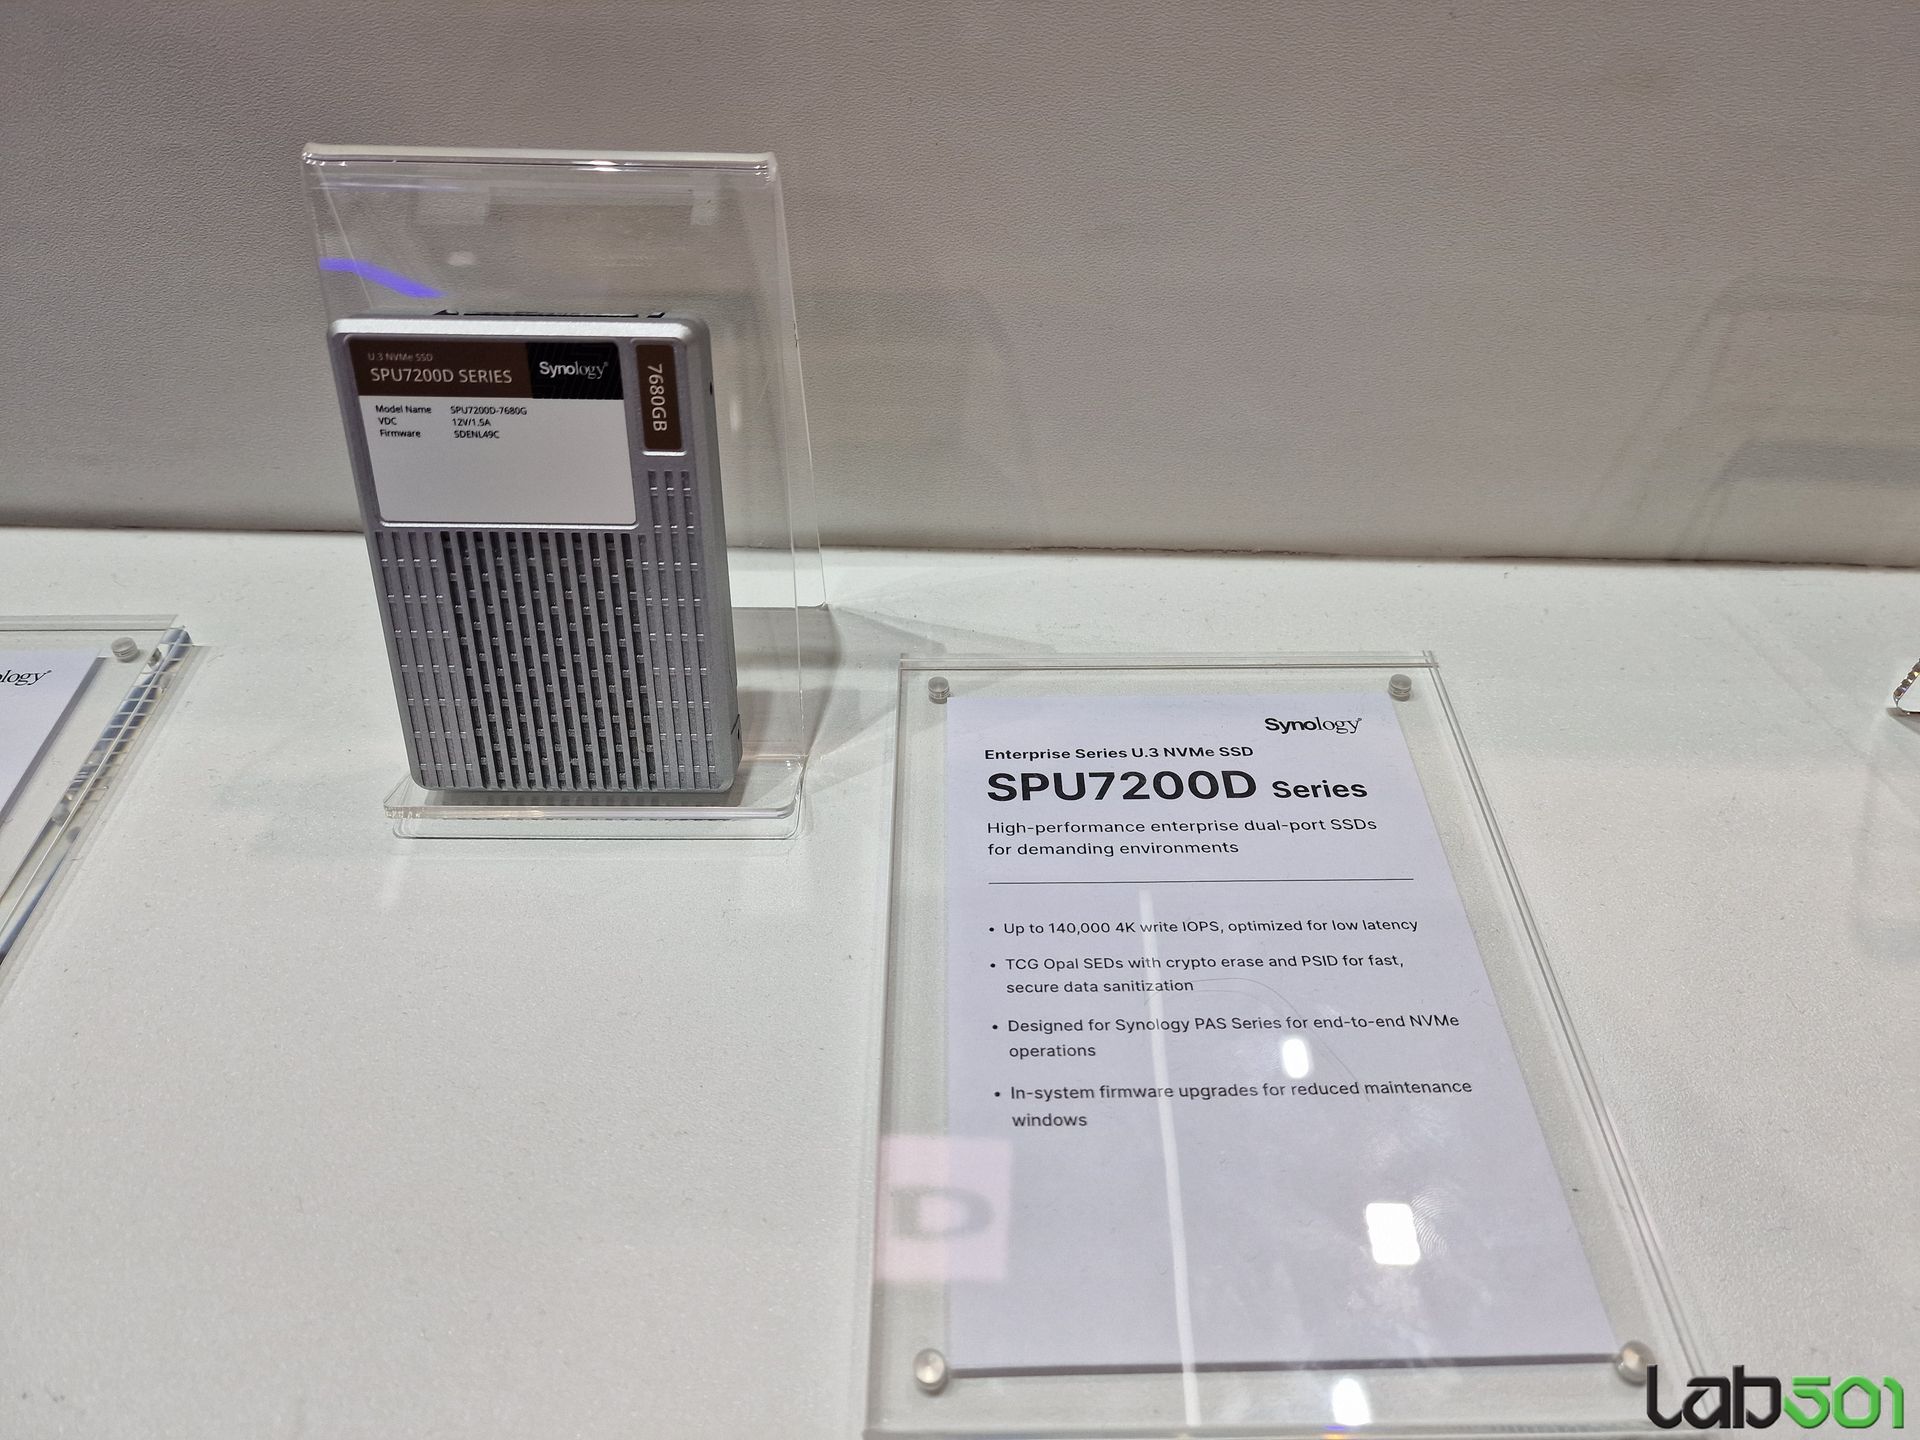 U.3 NVMe SSD
SPU7200D SERIES
Synology®
7680GB
Model Name SPU7200D-7680G
VDC 12V/1.5A
Firmware SDENL49C
ology®
Synology®
Enterprise Series U.3 NVMe SSD
SPU7200D Series
High-performance enterprise dual-port SSDs
for demanding environments
• Up to 140,000 4K write IOPS, optimized for low latency
• TCG Opal SEDs with crypto erase and PSID for fast,
secure data sanitization
• Designed for Synology PAS Series for end-to-end NVMe
operations
• In-system firmware upgrades for reduced maintenance
windows
D
Lab501